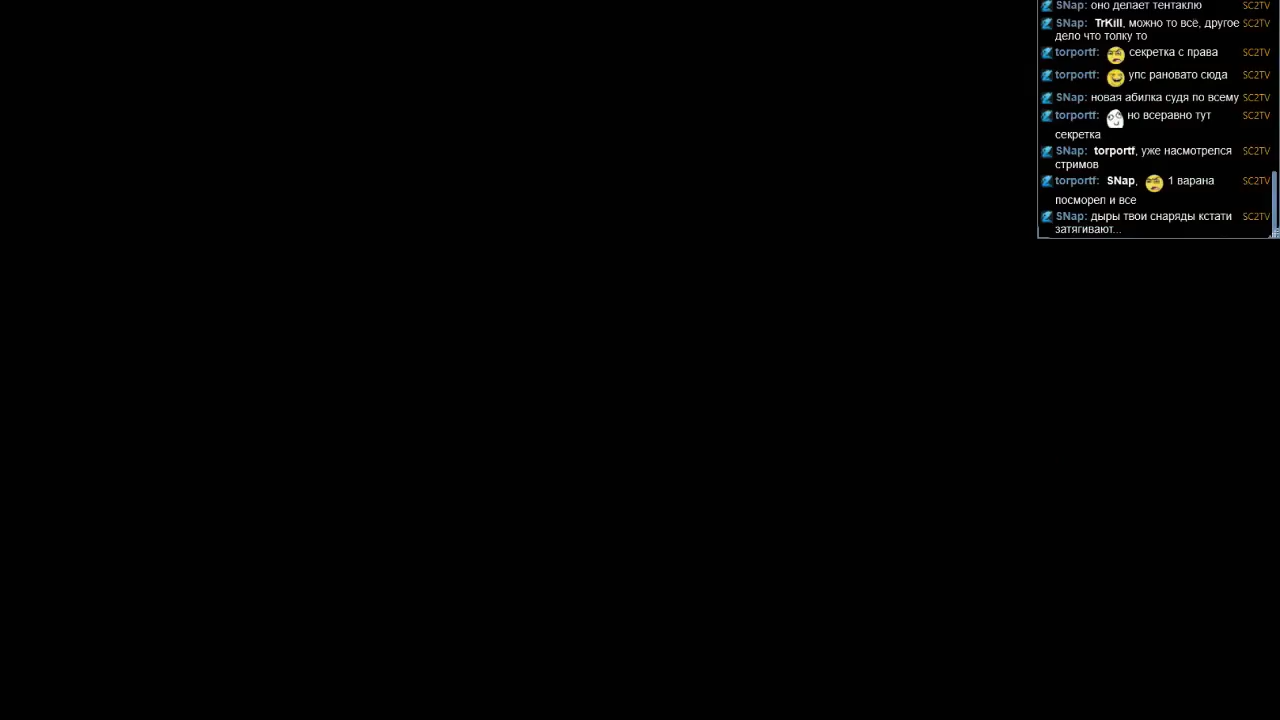 SNap: оно делает тентаклю SC2TV
SNap: TrKill, можно то всё, другое SC2TV
дело что толку то
torportf: секретка с права SC2TV
torportf: упс рановато сюда SC2TV
SNap: новая абилка судя по всему SC2TV
torportf: но всеравно тут SC2TV
секретка
SNap: torportf, уже насмотрелся SC2TV
стримов
torportf: SNap, 1 варана SC2TV
посморел и все
SNap: дыры твои снаряды кстати SC2TV
затягивают...